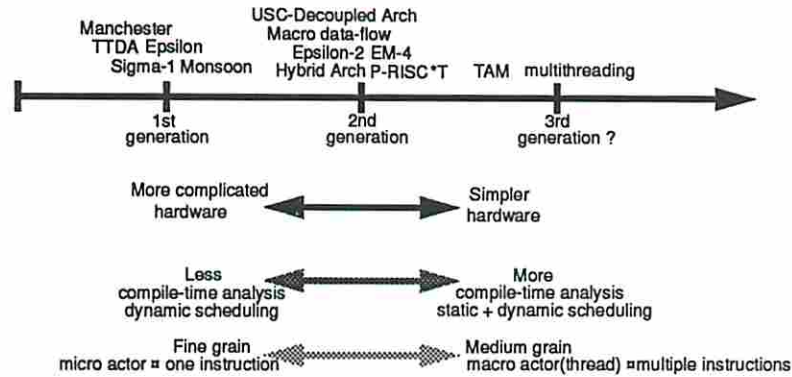 USC-Decoupled Arch
Manchester Macro data-flow
TTDA Epsilon Epsilon-2 EM-4
Sigma-1 Monsoon Hybrid Arch P-RISC *T TAM multithreading
1st 2nd 3rd
generation generation generation ?
More complicated Simpler
hardware hardware
Less More
compile-time analysis compile-time analysis
dynamic scheduling static + dynamic scheduling
Fine grain Medium grain
micro actor ¤ one instruction macro actor(thread) ¤multiple instructions